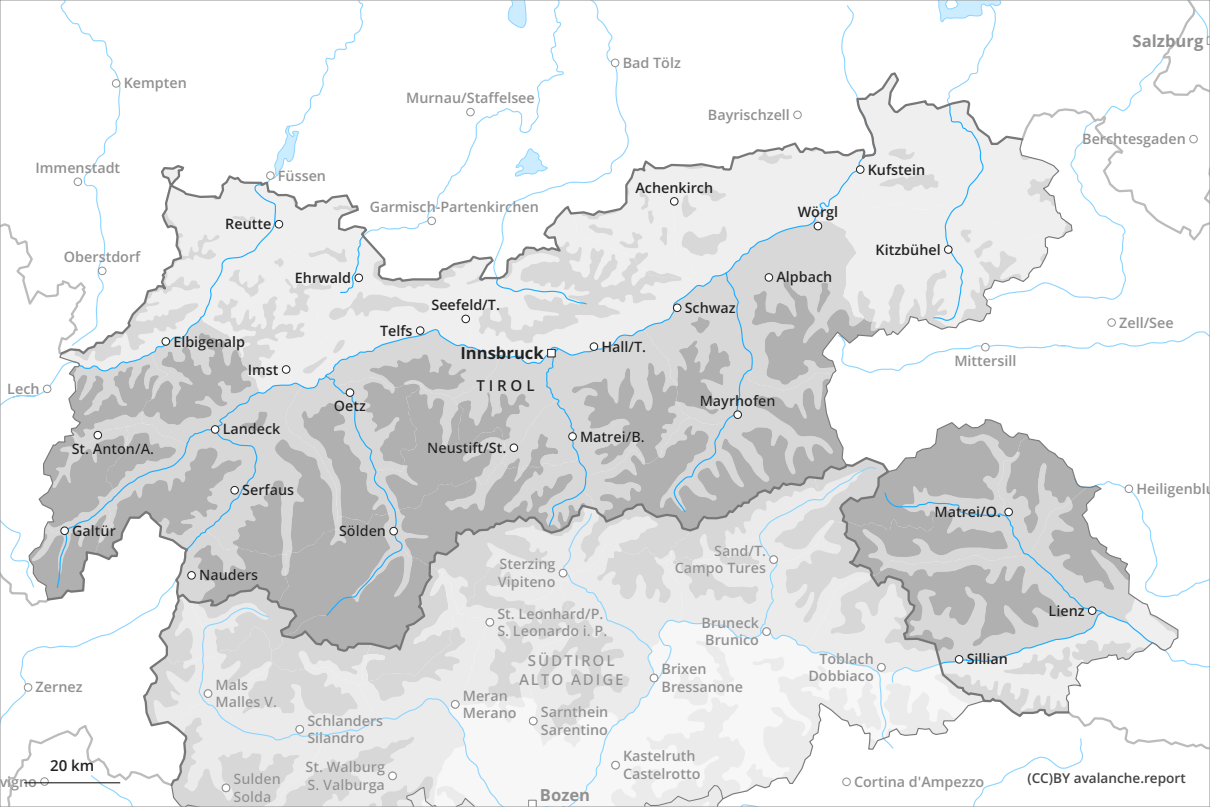 Salzburg
Bad Tölz
Kempten
Murnau/Staffelsee
Bayrischzell
Berchtesgaden
Immenstadt
Füssen
Kufstein
Achenkirch
Garmisch-Partenkirchen
Wörgl
Reutte
Kitzbühel
Oberstdorf
Ehrwald
Alpbach
Seefeld/T.
Schwaz
Zell/See
Telfs
Elbigenalp
Innsbruck
Hall/T.
Mittersill
Imst
TIROL
Lech
Oetz
Mayrhofen
Landeck
Matrei/B.
St. Anton/A.
Neustift/St.
Serfaus
Heiligenblu
Matrei/O.
Galtür
Sölden
Sand/T.
Campo Tures
Sterzing
Vipiteno
Nauders
Lienz
St. Leonhard/P.
S. Leonardo i. P.
Bruneck
Brunico
SÜDTIROL
ALTO ADIGE
Toblach
Dobbiaco
Sillian
Brixen
Bressanone
Zernez
Mals
Malles V.
Meran
Merano
Sarnthein
Sarentino
Schlanders
Silandro
Kastelruth
Castelrotto
20 km
St. Walburg
S. Valburga
vigno
Sulden
Solda
Cortina d'Ampezzo
(CC)BY avalanche.report
Bozen